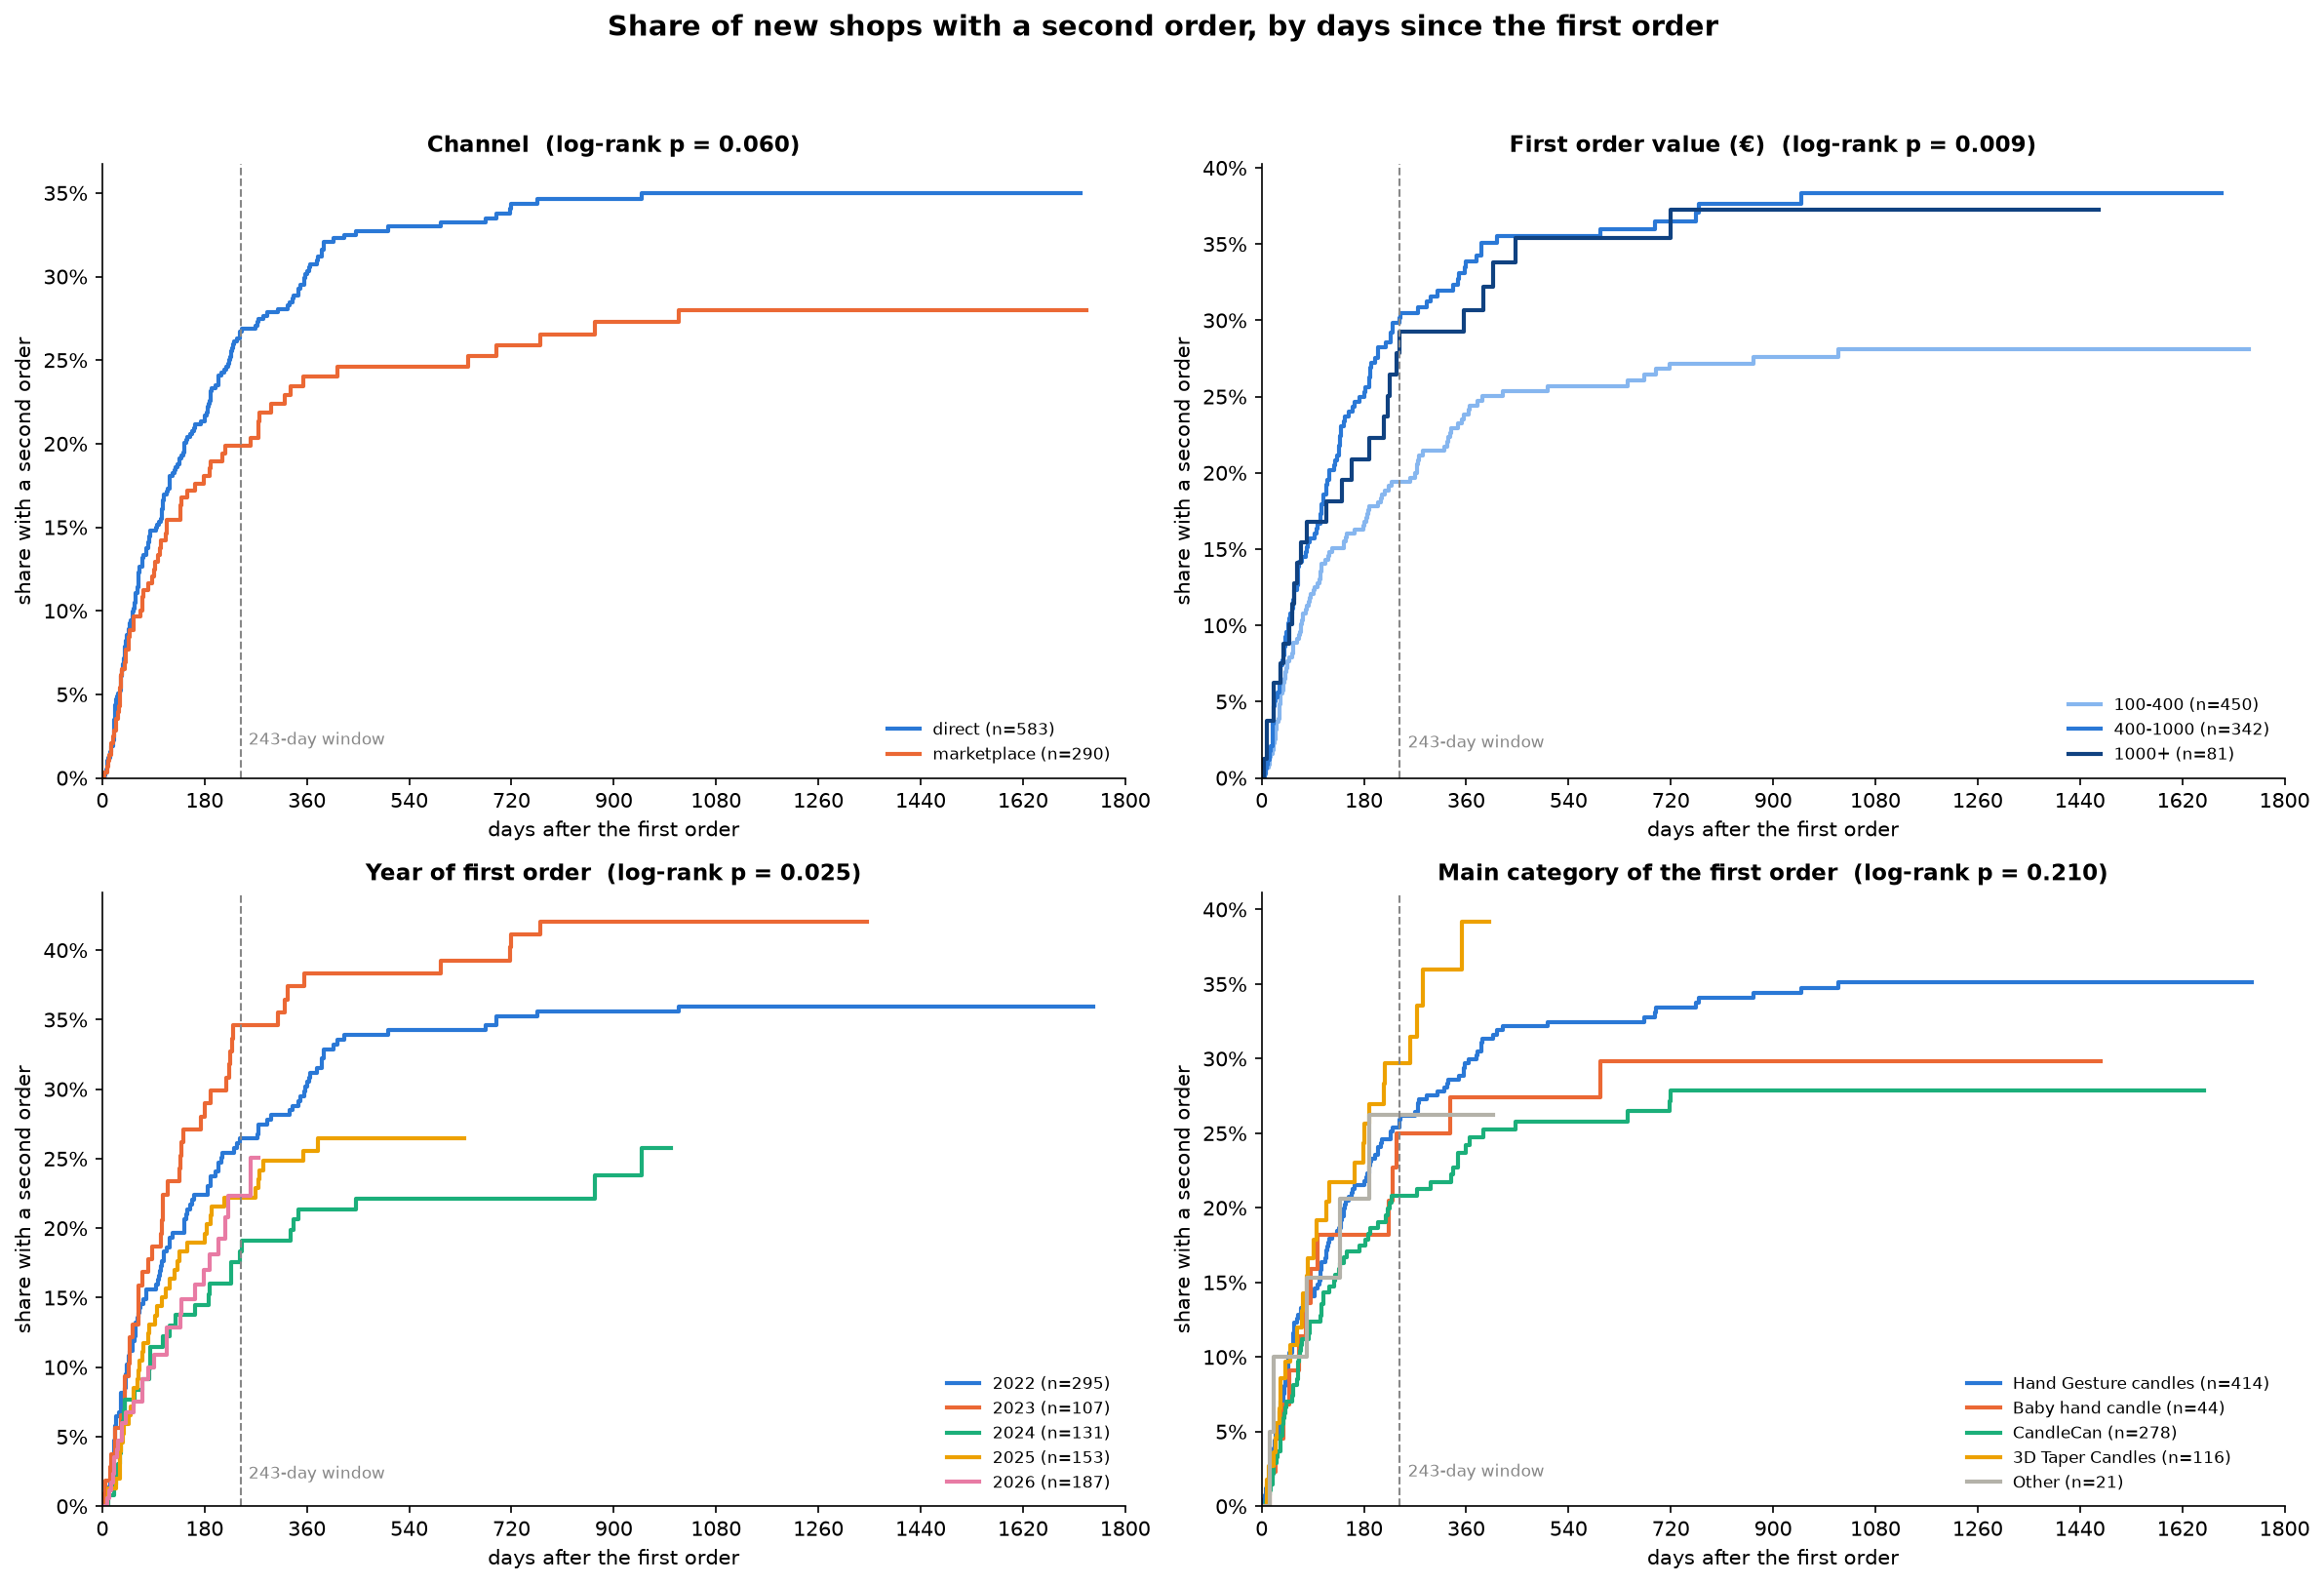 Share of new shops with a second order, by days since the first order
Channel  (log-rank p = 0.060)
share with a second order
35%
30%
25%
20%
15%
10%
5%
0%
243-day window
direct (n=583)
marketplace (n=290)
0 180 360 540 720 900 1080 1260 1440 1620 1800
days after the first order
First order value (€)  (log-rank p = 0.009)
share with a second order
40%
35%
30%
25%
20%
15%
10%
5%
0%
243-day window
100-400 (n=450)
400-1000 (n=342)
1000+ (n=81)
0 180 360 540 720 900 1080 1260 1440 1620 1800
days after the first order
Year of first order  (log-rank p = 0.025)
share with a second order
40%
35%
30%
25%
20%
15%
10%
5%
0%
243-day window
2022 (n=295)
2023 (n=107)
2024 (n=131)
2025 (n=153)
2026 (n=187)
0 180 360 540 720 900 1080 1260 1440 1620 1800
days after the first order
Main category of the first order  (log-rank p = 0.210)
share with a second order
40%
35%
30%
25%
20%
15%
10%
5%
0%
243-day window
Hand Gesture candles (n=414)
Baby hand candle (n=44)
CandleCan (n=278)
3D Taper Candles (n=116)
Other (n=21)
0 180 360 540 720 900 1080 1260 1440 1620 1800
days after the first order